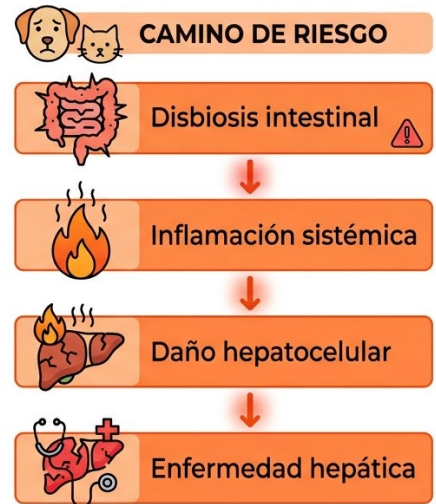 CAMINO DE RIESGO
Disbiosis intestinal
Inflamación sistémica
Daño hepatocelular
Enfermedad hepática